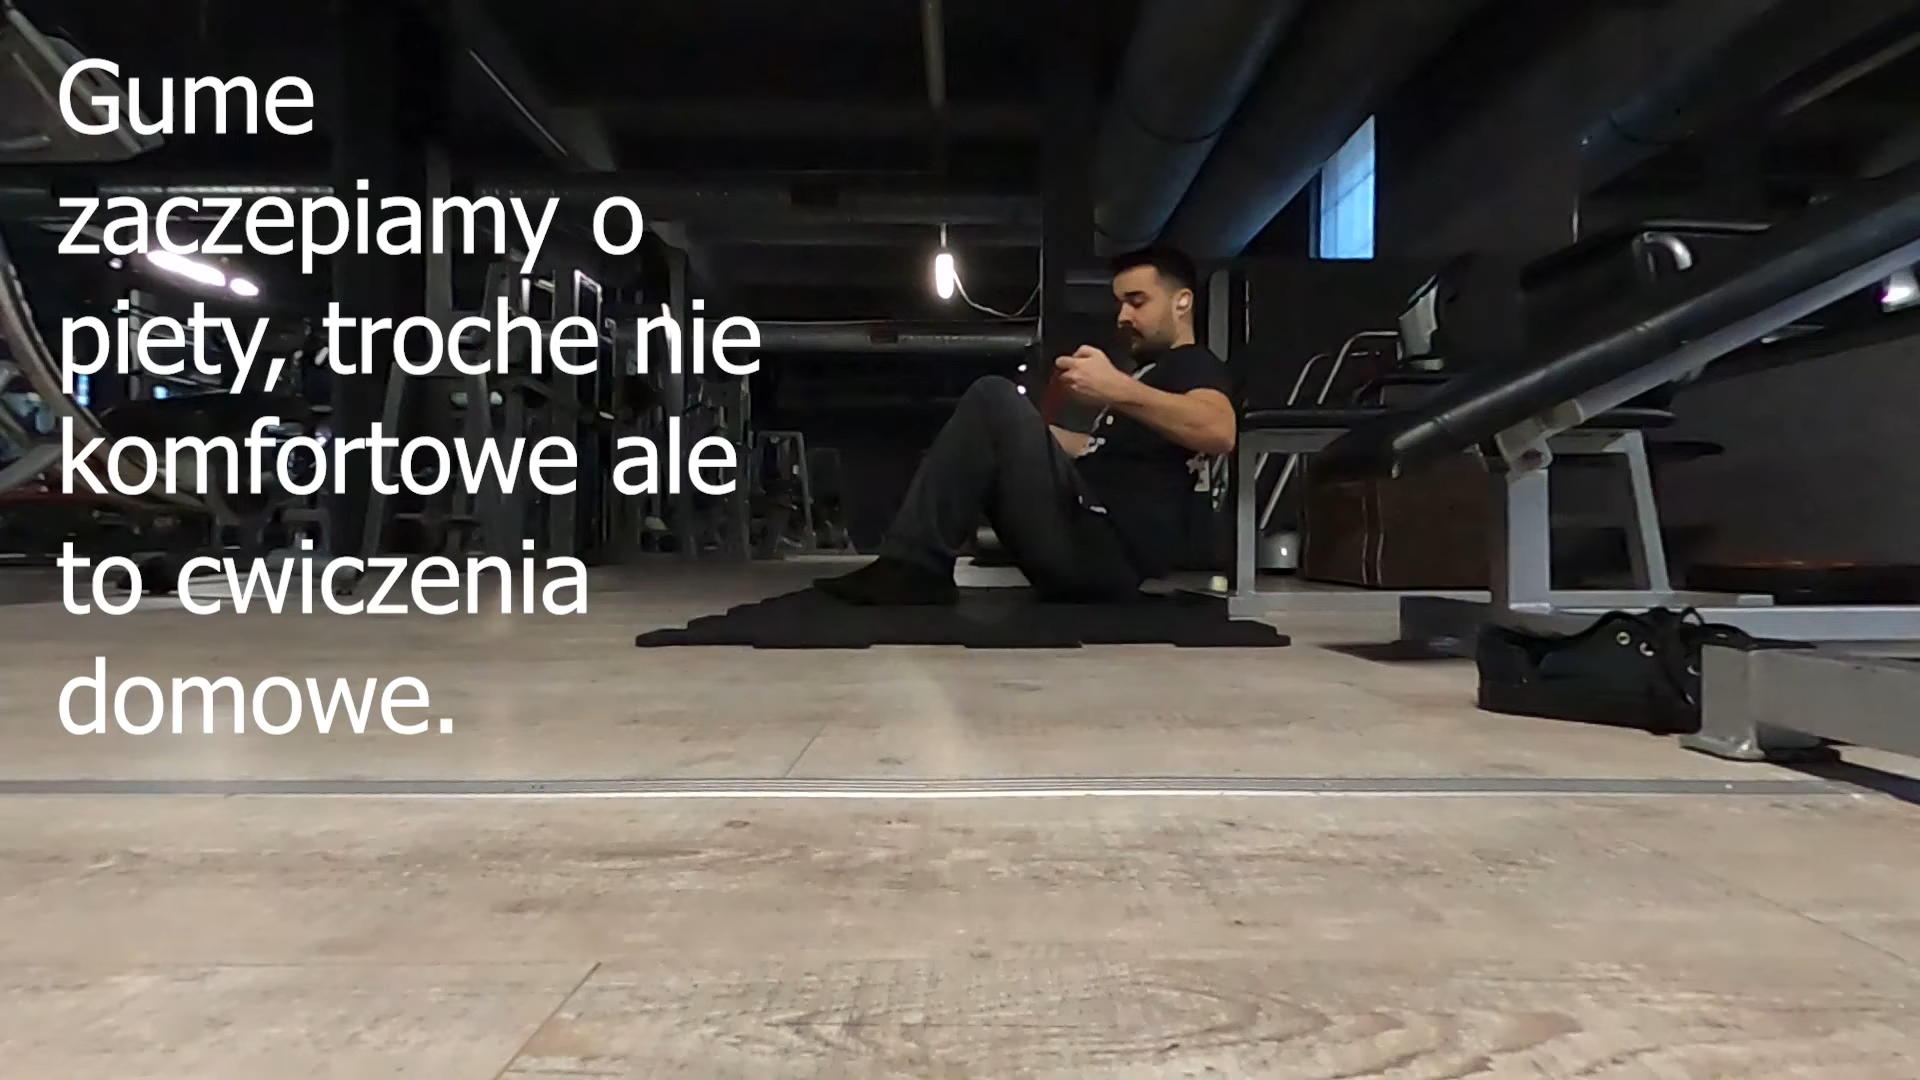 Gume
zaczepiamy o
piety, troche nie
komfortowe ale
to cwiczenia
domowe.